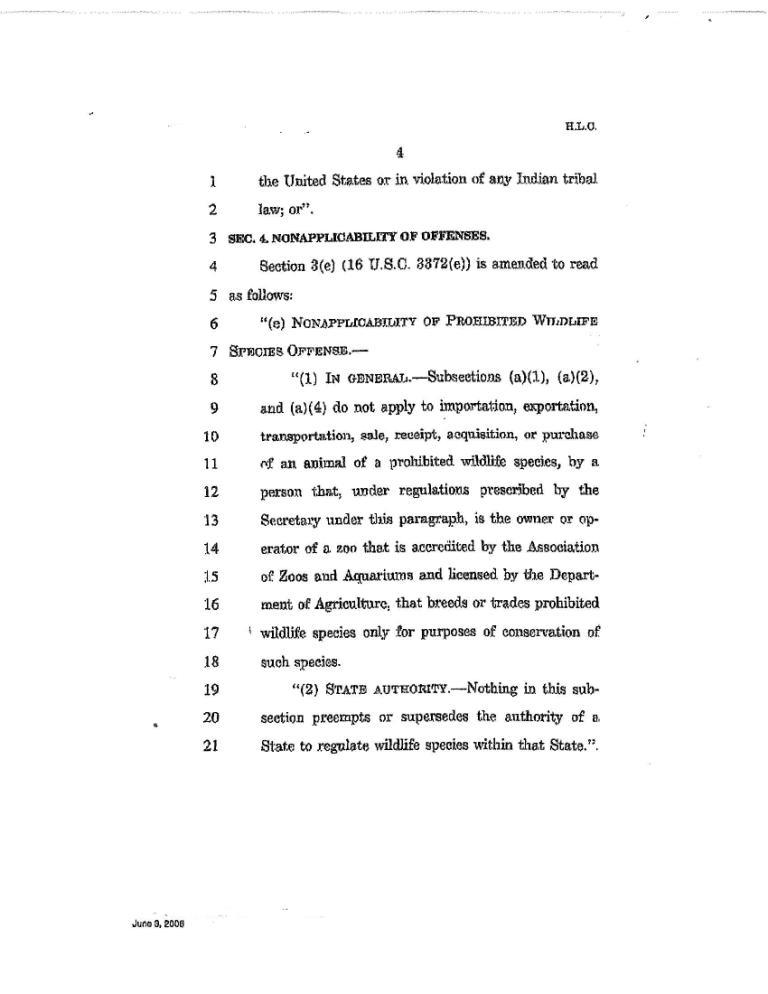 H.L.C.
4
1 the United States or in violation of any Indian tribal
2 law; or”.
3 SEC. 4. NONAPPLICABILITY OF OFFENSES.
4 Section 3(e) (16 U.S.C. 3372(e)) is amended to read
5 as follows:
6 “(e) NONAPPLICABILITY OF PROHIBITED WILDLIFE
7 SPECIES OFFENSE.—
8 “(1) IN GENERAL.—Subsections (a)(1), (a)(2),
9 and (a)(4) do not apply to importation, exportation,
10 transportation, sale, receipt, acquisition, or purchase
11 of an animal of a prohibited wildlife species, by a
12 person that, under regulations prescribed by the
13 Secretary under this paragraph, is the owner or op-
14 erator of a zoo that is accredited by the Association
15 of Zoos and Aquariums and licensed by the Depart-
16 ment of Agriculture, that breeds or trades prohibited
17 wildlife species only for purposes of conservation of
18 such species.
19 “(2) STATE AUTHORITY.—Nothing in this sub-
20 section preempts or supersedes the authority of a
21 State to regulate wildlife species within that State.”.
June 3, 2008